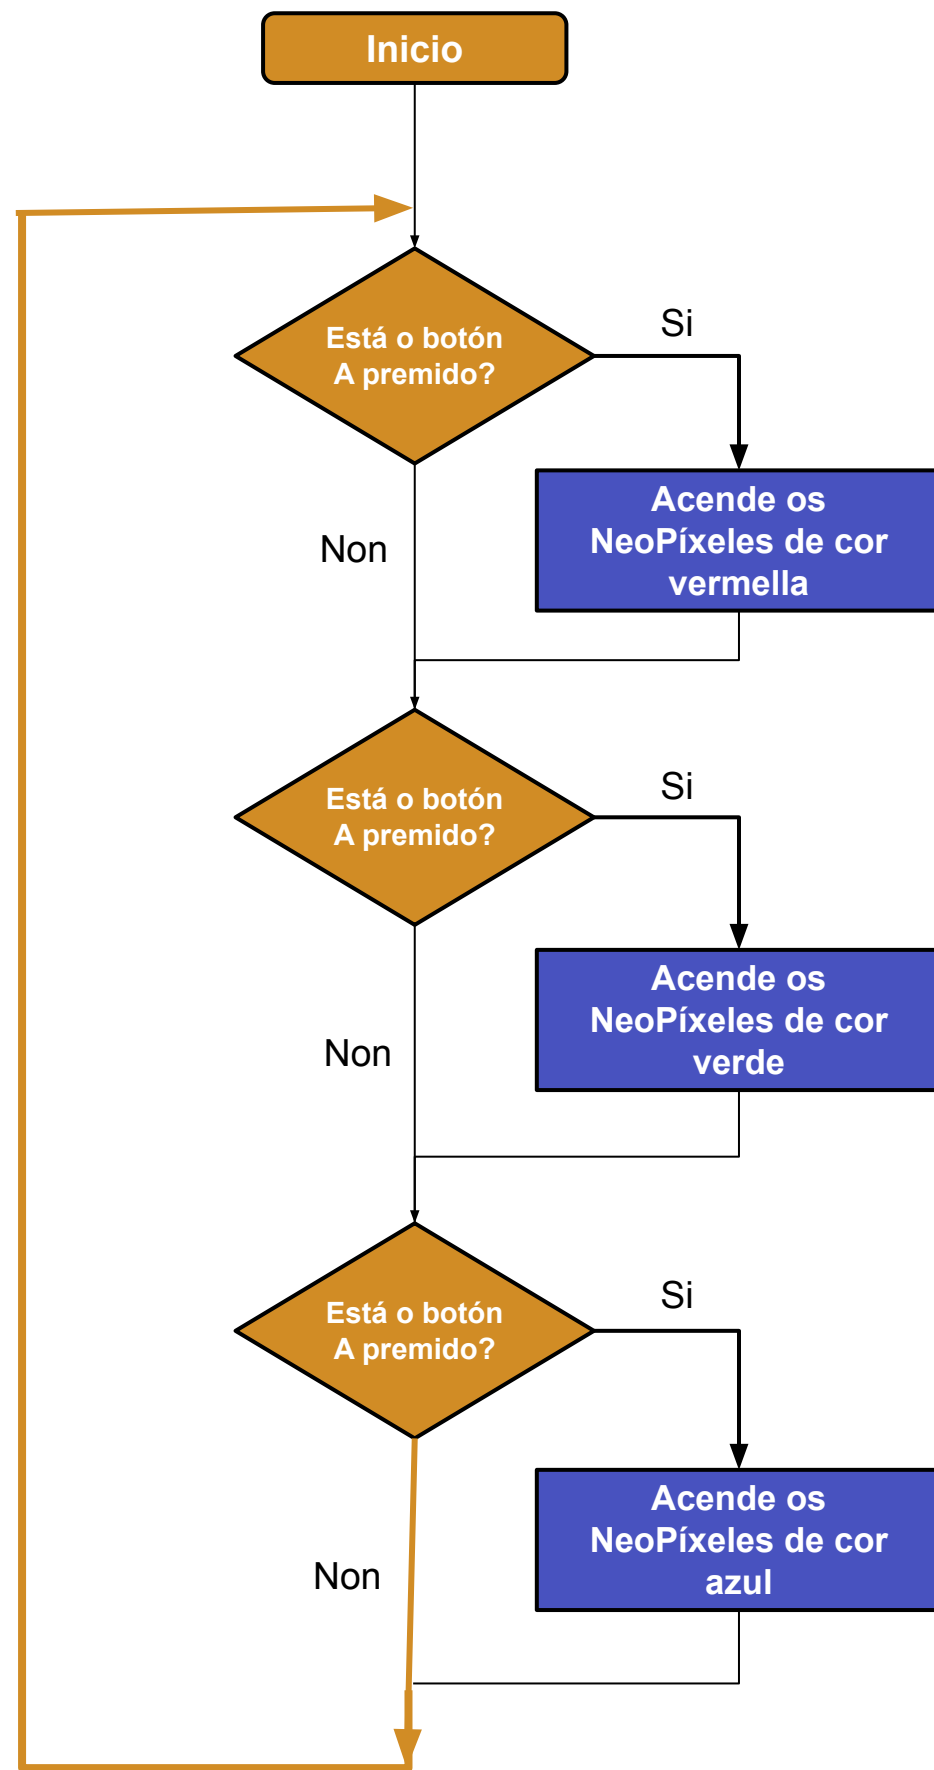 Inicio
Está o botón
A premido?
Si
Acende os
NeoPíxeles de cor
vermella
Non
Está o botón
A premido?
Si
Acende os
NeoPíxeles de cor
verde
Non
Está o botón
A premido?
Si
Acende os
NeoPíxeles de cor
azul
Non